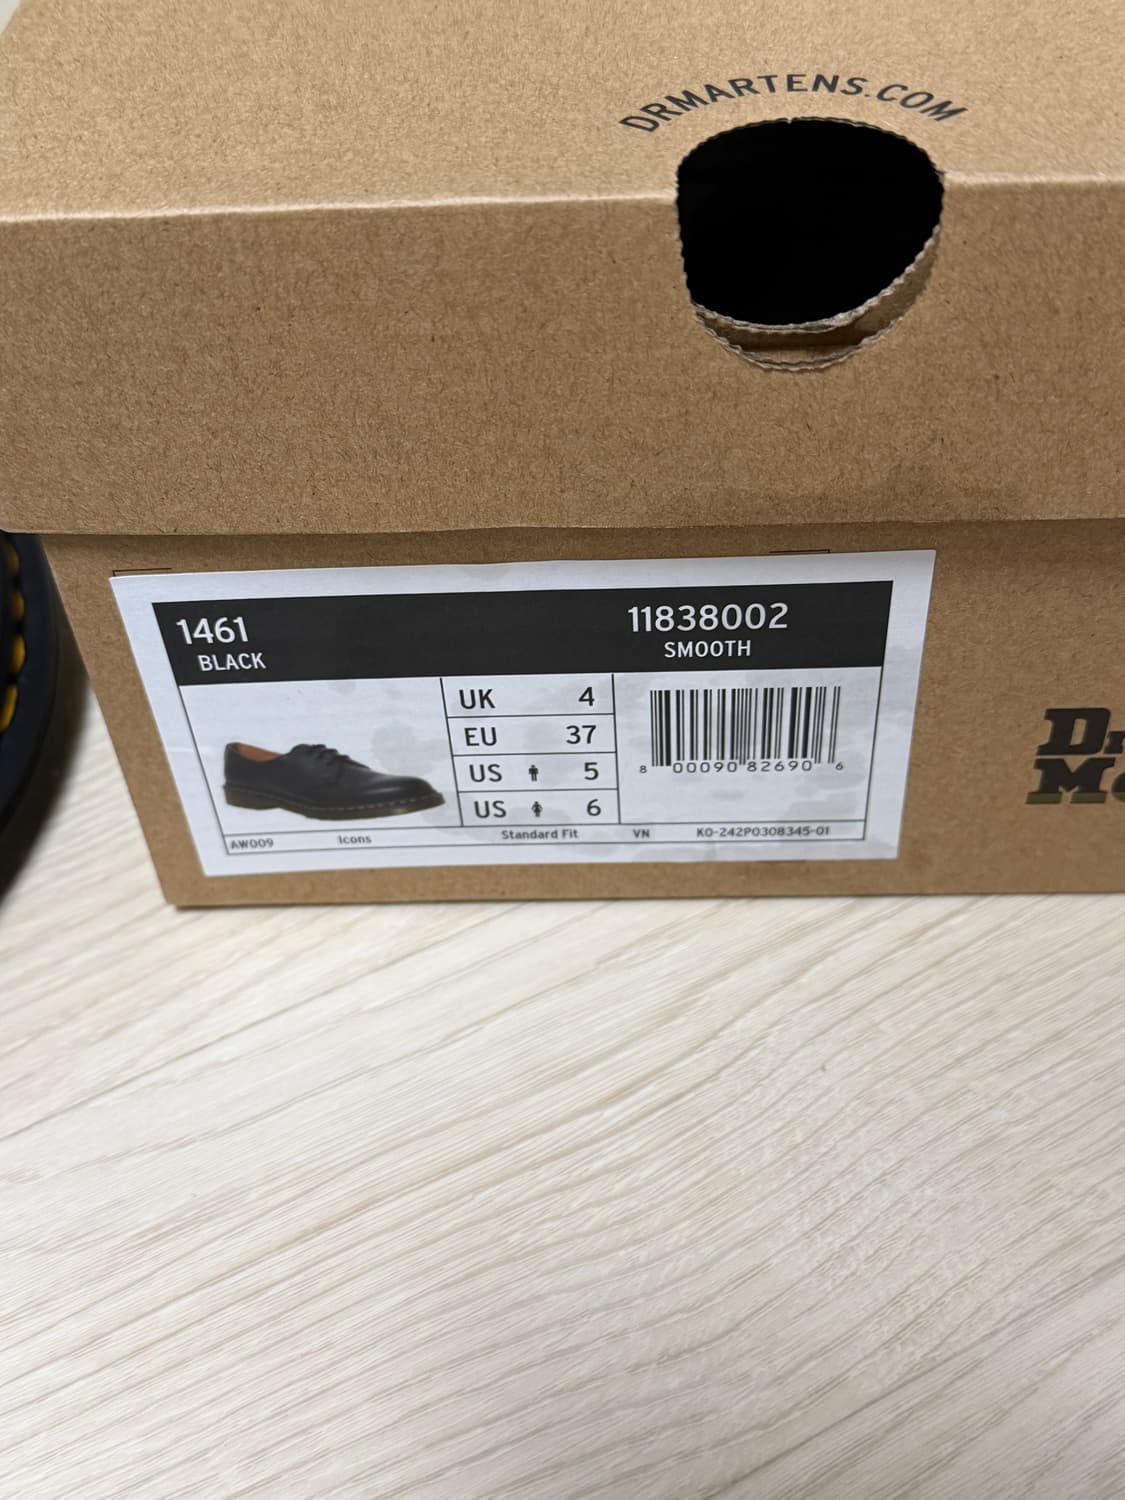 DRMARTENS.COM
1461
BLACK
11838002
SMOOTH
UK 4
EU 37
US 5
US 6
8 00090 82690 6
AW009 Icons Standard Fit VN KO-242P0308345-01